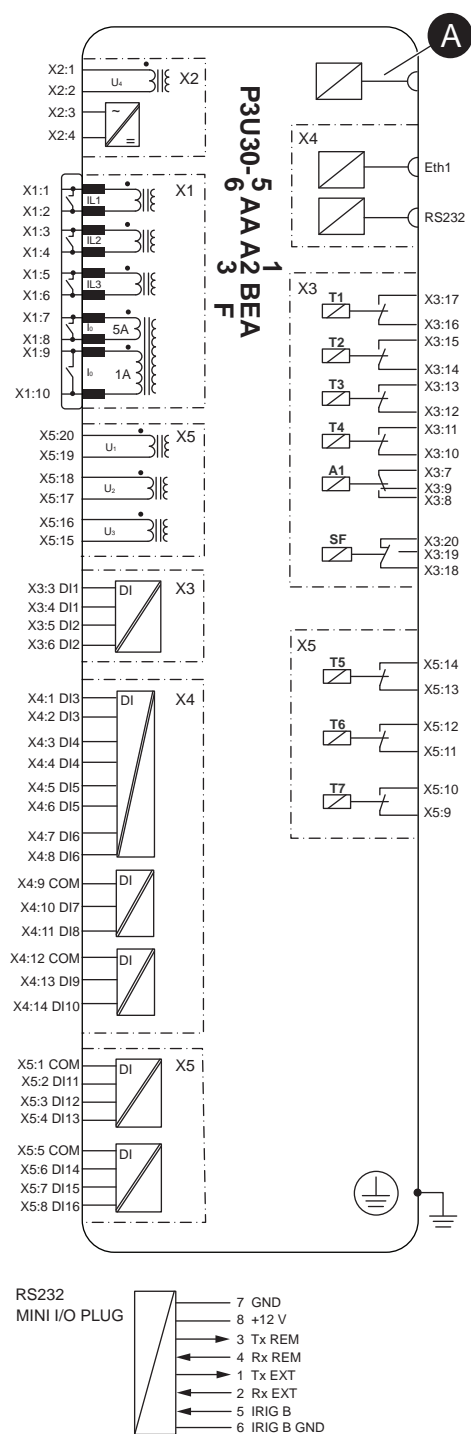 A
X2:1
X2:2
X2:3
X2:4
U₄
~
=
X2
X1:1
X1:2
X1:3
X1:4
X1:5
X1:6
X1:7
X1:8
X1:9
X1:10
IL1
IL2
IL3
I₀ 5A
I₀ 1A
X1
X5:20
X5:19
X5:18
X5:17
X5:16
X5:15
U₁
U₂
U₃
X5
X3:3 DI1
X3:4 DI1
X3:5 DI2
X3:6 DI2
DI
X3
X4:1 DI3
X4:2 DI3
X4:3 DI4
X4:4 DI4
X4:5 DI5
X4:6 DI5
X4:7 DI6
X4:8 DI6
DI
X4
X4:9 COM
X4:10 DI7
X4:11 DI8
DI
X4:12 COM
X4:13 DI9
X4:14 DI10
DI
X5:1 COM
X5:2 DI11
X5:3 DI12
X5:4 DI13
DI
X5
X5:5 COM
X5:6 DI14
X5:7 DI15
X5:8 DI16
DI
1
P3U30-5 AA A2 BEA
6 3 F
X4
Eth1
RS232
X3
T1
X3:17
X3:16
T2
X3:15
X3:14
T3
X3:13
X3:12
T4
X3:11
X3:10
A1
X3:7
X3:9
X3:8
SF
X3:20
X3:19
X3:18
X5
T5
X5:14
X5:13
T6
X5:12
X5:11
T7
X5:10
X5:9
RS232
MINI I/O PLUG
7 GND
8 +12 V
3 Tx REM
4 Rx REM
1 Tx EXT
2 Rx EXT
5 IRIG B
6 IRIG B GND